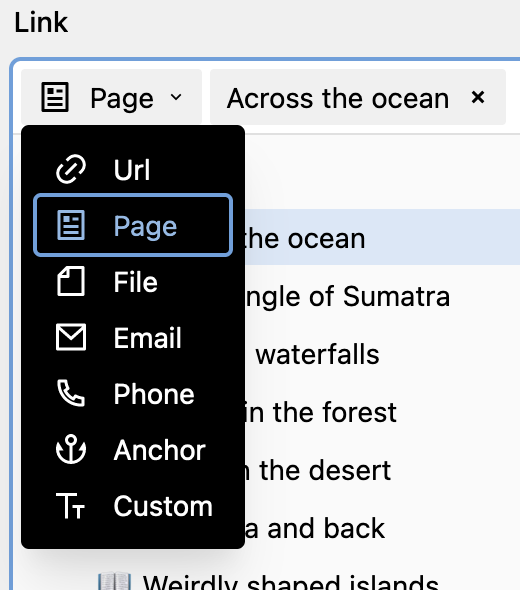 Link
Page
Across the ocean ×
Url
Page
the ocean
File
ngle of Sumatra
Email
waterfalls
Phone
in the forest
Anchor
the desert
Custom
a and back
Weirdly shaped islands